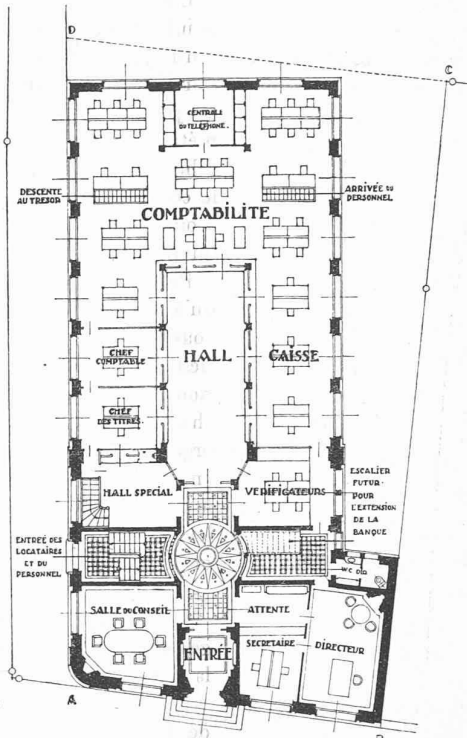 D
C
CENTRALE
DU TÉLÉPHONE.
DESCENTE
AU TRESOR
ARRIVÉE DU
PERSONNEL
COMPTABILITE
HALL
CAISSE
CHEF
COMPTABLE
CHEF
DES TITRES.
HALL SPECIAL
VERIFICATEURS
ESCALIER
FUTUR.
POUR
L'EXTENSION
DE LA
BANQUE
ENTREÉ DES
LOCATAIRES
ET DU
PERSONNEL
W.C.
SALLE DU CONSEIL
ATTENTE
ENTRÉE
SECRETAIRE
DIRECTEUR
A